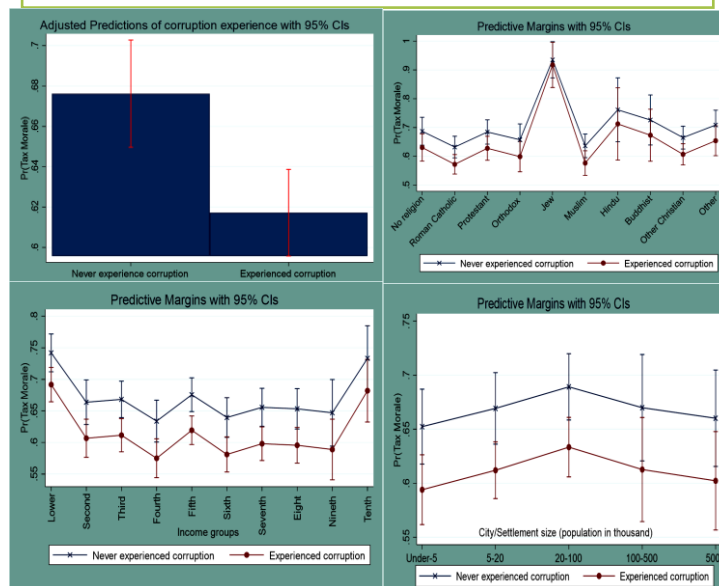 Adjusted Predictions of corruption experience with 95% CIs
Pr(Tax Morale)
.7
.68
.66
.64
.62
.6
Never experience corruption
Experienced corruption
Predictive Margins with 95% CIs
Pr(Tax Morale)
1
.9
.8
.7
.6
.5
No religion
Roman Catholic
Protestant
Orthodox
Jew
Muslim
Hindu
Buddhist
Other Christian
Other
Never experienced corruption
Experienced corruption
Predictive Margins with 95% CIs
Pr(Tax Morale)
.8
.75
.7
.65
.6
.55
Lower
Second
Third
Fourth
Fifth
Sixth
Seventh
Eight
Nineth
Tenth
Income groups
Never experienced corruption
Experienced corruption
Predictive Margins with 95% CIs
Pr(Tax Morale)
.75
.7
.65
.6
.55
City/Settlement size (population in thousand)
Under-5
5-20
20-100
100-500
500
Never experienced corruption
Experienced corruption